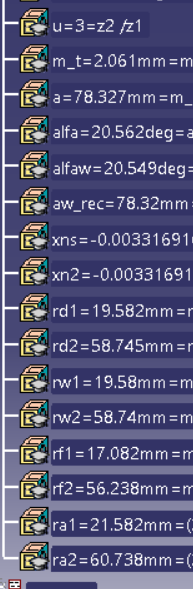 u=3=z2 /z1
m_t=2.061mm=m
a=78.327mm=m_
alfa=20.562deg=a
alfaw=20.549deg=
aw_rec=78.32mm
xns=-0.00331691
xn2=-0.00331691
rd1=19.582mm=r
rd2=58.745mm=r
rw1=19.58mm=m
rw2=58.74mm=m
rf1=17.082mm=m
rf2=56.238mm=m
ra1=21.582mm=(
ra2=60.738mm=(